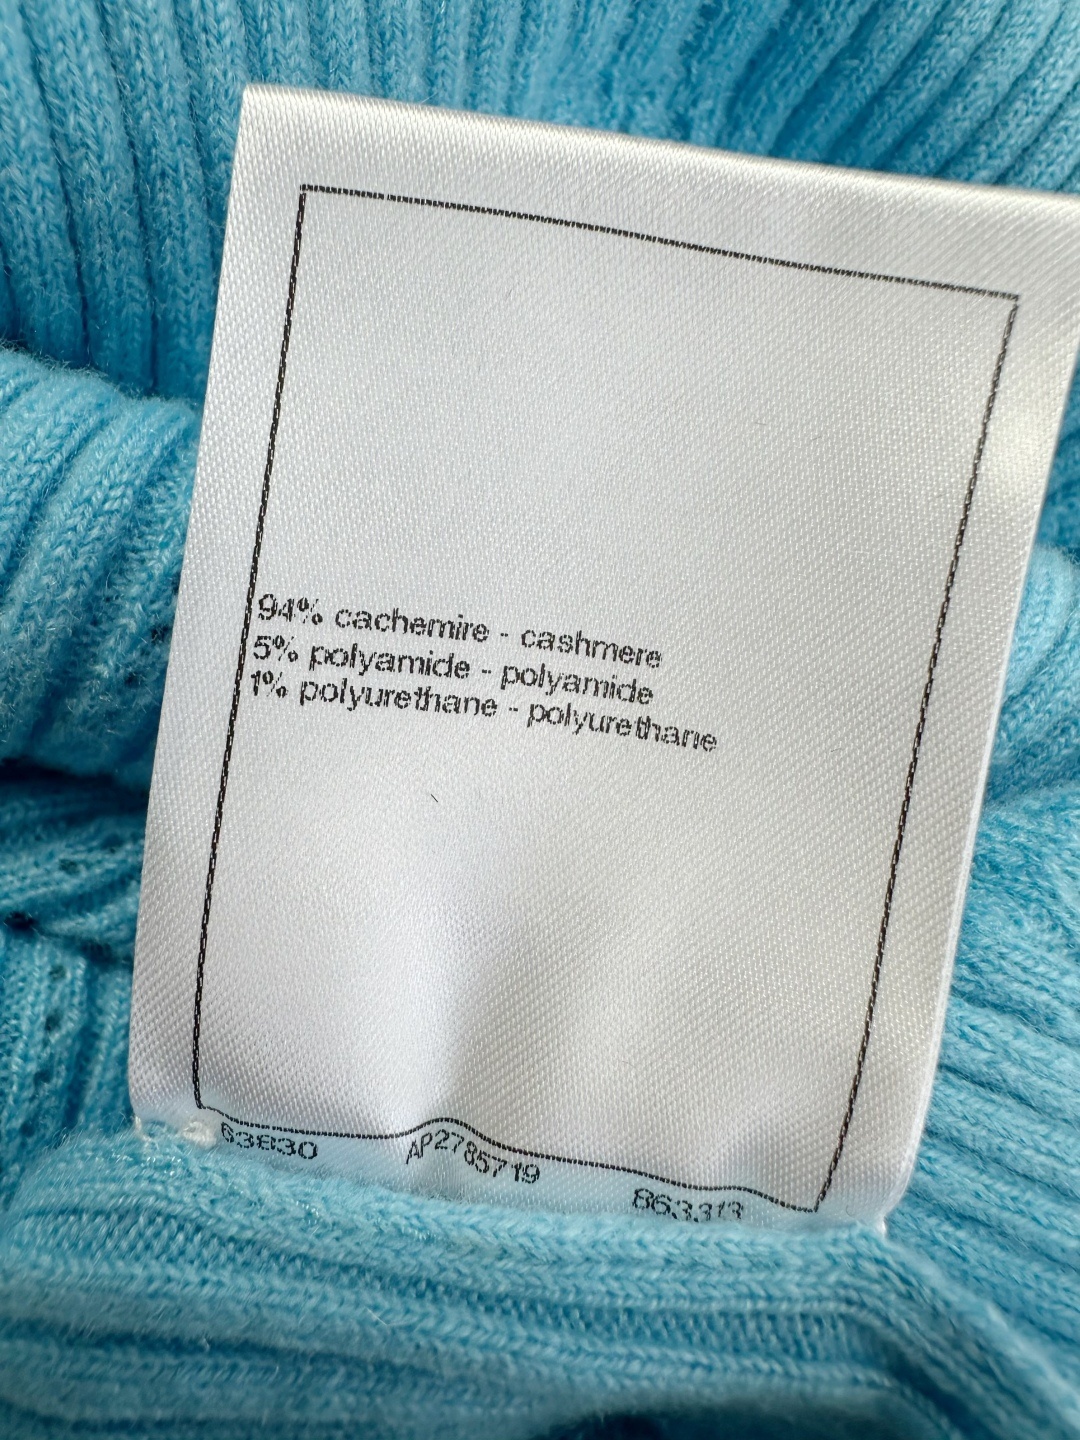 94% cachemire - cashmere
5% polyamide - polyamide
1% polyurethane - polyurethane
63830 AP2785719 863313